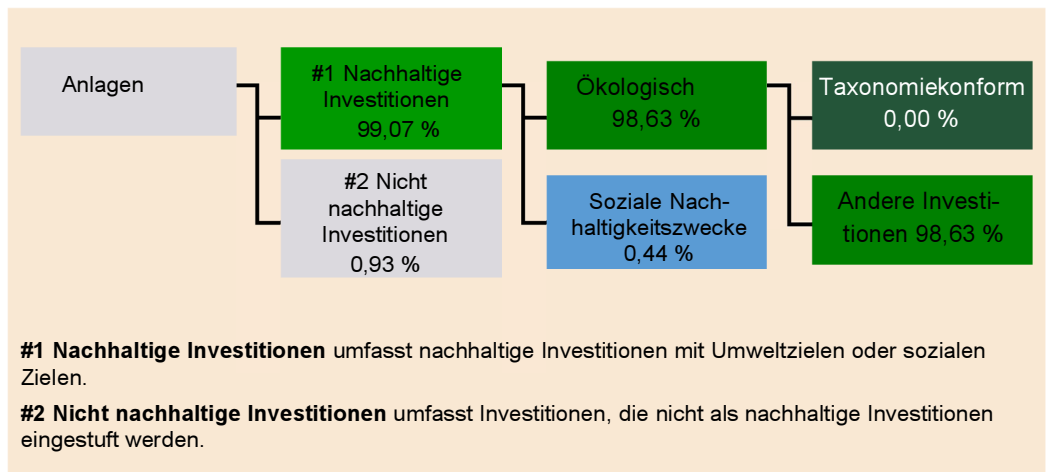 Anlagen
#1 Nachhaltige
Investitionen
99,07 %
#2 Nicht
nachhaltige
Investitionen
0,93 %
Ökologisch
98,63 %
Soziale Nach-
haltigkeitszwecke
0,44 %
Taxonomiekonform
0,00 %
Andere Investi-
tionen 98,63 %
#1 Nachhaltige Investitionen umfasst nachhaltige Investitionen mit Umweltzielen oder sozialen
Zielen.
#2 Nicht nachhaltige Investitionen umfasst Investitionen, die nicht als nachhaltige Investitionen
eingestuft werden.